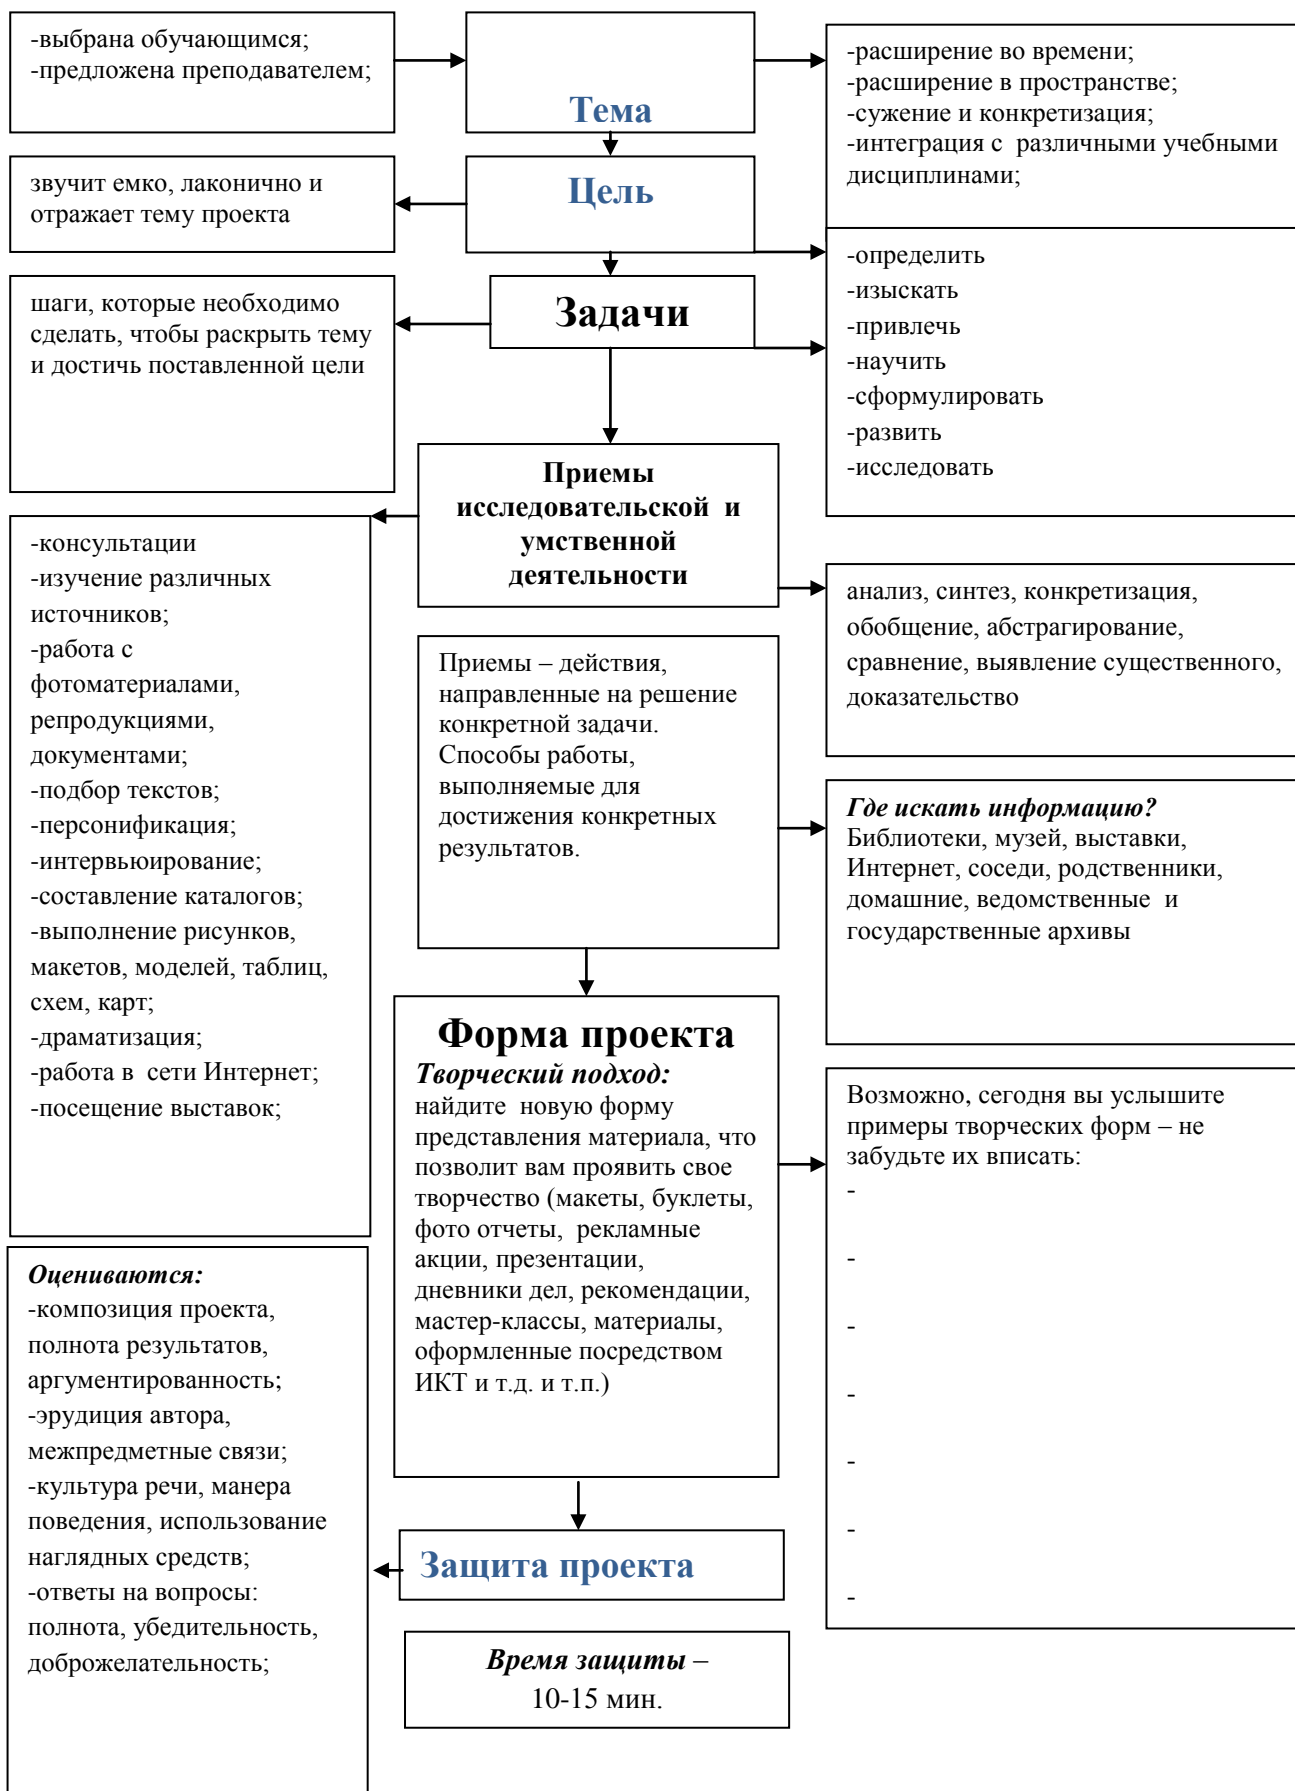 -выбрана обучающимся;
-предложена преподавателем;
Тема
-расширение во времени;
-расширение в пространстве;
-сужение и конкретизация;
-интеграция с различными учебными
дисциплинами;
звучит емко, лаконично и
отражает тему проекта
Цель
-определить
-изыскать
-привлечь
-научить
-сформулировать
-развить
-исследовать
шаги, которые необходимо
сделать, чтобы раскрыть тему
и достичь поставленной цели
Задачи
Приемы
исследовательской и
умственной
деятельности
-консультации
-изучение различных
источников;
-работа с
фотоматериалами,
репродукциями,
документами;
-подбор текстов;
-персонификация;
-интервьюирование;
-составление каталогов;
-выполнение рисунков,
макетов, моделей, таблиц,
схем, карт;
-драматизация;
-работа в сети Интернет;
-посещение выставок;
анализ, синтез, конкретизация,
обобщение, абстрагирование,
сравнение, выявление существенного,
доказательство
Приемы – действия,
направленные на решение
конкретной задачи.
Способы работы,
выполняемые для
достижения конкретных
результатов.
Где искать информацию?
Библиотеки, музей, выставки,
Интернет, соседи, родственники,
домашние, ведомственные и
государственные архивы
Форма проекта
Творческий подход:
найдите новую форму
представления материала, что
позволит вам проявить свое
творчество (макеты, буклеты,
фото отчеты, рекламные
акции, презентации,
дневники дел, рекомендации,
мастер-классы, материалы,
оформленные посредством
ИКТ и т.д. и т.п.)
Возможно, сегодня вы услышите
примеры творческих форм – не
забудьте их вписать:
-
-
-
-
-
-
-
Оцениваются:
-композиция проекта,
полнота результатов,
аргументированность;
-эрудиция автора,
межпредметные связи;
-культура речи, манера
поведения, использование
наглядных средств;
-ответы на вопросы:
полнота, убедительность,
доброжелательность;
Защита проекта
Время защиты –
10-15 мин.